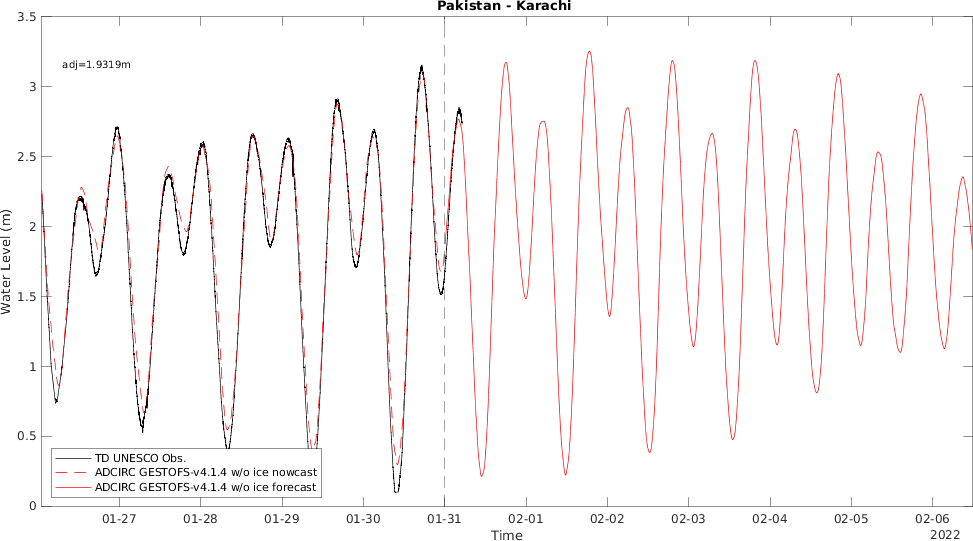 Pakistan - Karachi
adj=1.9319m
3.5
3
2.5
2
1.5
1
0.5
0
Water Level (m)
TD UNESCO Obs.
ADCIRC GESTOFS-v4.1.4 w/o ice nowcast
ADCIRC GESTOFS-v4.1.4 w/o ice forecast
01-27 01-28 01-29 01-30 01-31 02-01 02-02 02-03 02-04 02-05 02-06
Time
2022